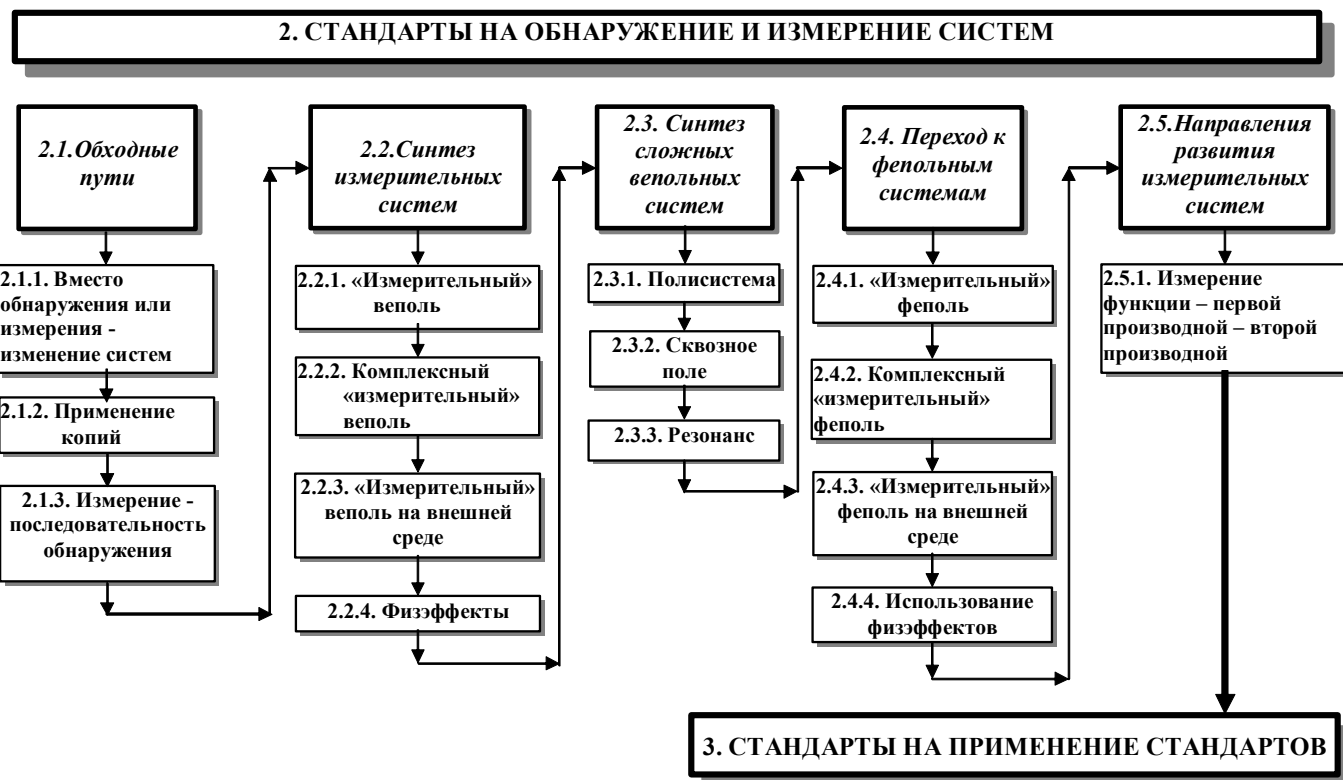 2. СТАНДАРТЫ НА ОБНАРУЖЕНИЕ И ИЗМЕРЕНИЕ СИСТЕМ
2.1.Обходные
пути
2.1.1. Вместо
обнаружения или
измерения -
изменение систем
2.1.2. Применение
копий
2.1.3. Измерение -
последовательность
обнаружения
2.2.Синтез
измерительных
систем
2.2.1. «Измерительный»
веполь
2.2.2. Комплексный
«измерительный»
веполь
2.2.3. «Измерительный»
веполь на внешней
среде
2.2.4. Физэффекты
2.3. Синтез
сложных
вепольных
систем
2.3.1. Полисистема
2.3.2. Сквозное
поле
2.3.3. Резонанс
2.4. Переход к
фепольным
системам
2.4.1. «Измерительный»
феполь
2.4.2. Комплексный
«измерительный»
феполь
2.4.3. «Измерительный»
феполь на внешней
среде
2.4.4. Использование
физэффектов
2.5.Направления
развития
измерительных
систем
2.5.1. Измерение
функции – первой
производной – второй
производной
3. СТАНДАРТЫ НА ПРИМЕНЕНИЕ СТАНДАРТОВ